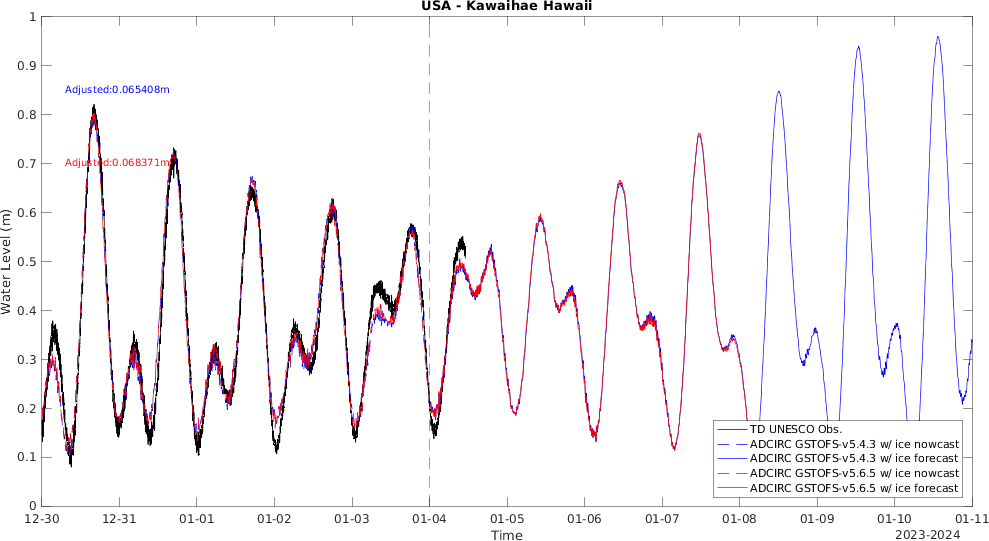 USA - Kawaihae Hawaii
1
0.9
0.8
0.7
0.6
0.5
0.4
0.3
0.2
0.1
0
Water Level (m)
Adjusted:0.065408m
Adjusted:0.068371m
TD UNESCO Obs.
ADCIRC GSTOFS-v5.4.3 w/ ice nowcast
ADCIRC GSTOFS-v5.4.3 w/ ice forecast
ADCIRC GSTOFS-v5.6.5 w/ ice nowcast
ADCIRC GSTOFS-v5.6.5 w/ ice forecast
12-30 12-31 01-01 01-02 01-03 01-04 01-05 01-06 01-07 01-08 01-09 01-10 01-11
Time
2023-2024